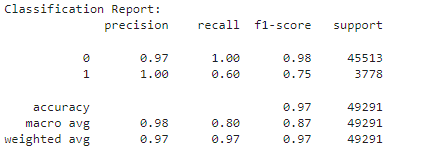 Classification Report:
precision recall f1-score support
0 0.97 1.00 0.98 45513
1 1.00 0.60 0.75 3778
accuracy 0.97 49291
macro avg 0.98 0.80 0.87 49291
weighted avg 0.97 0.97 0.97 49291